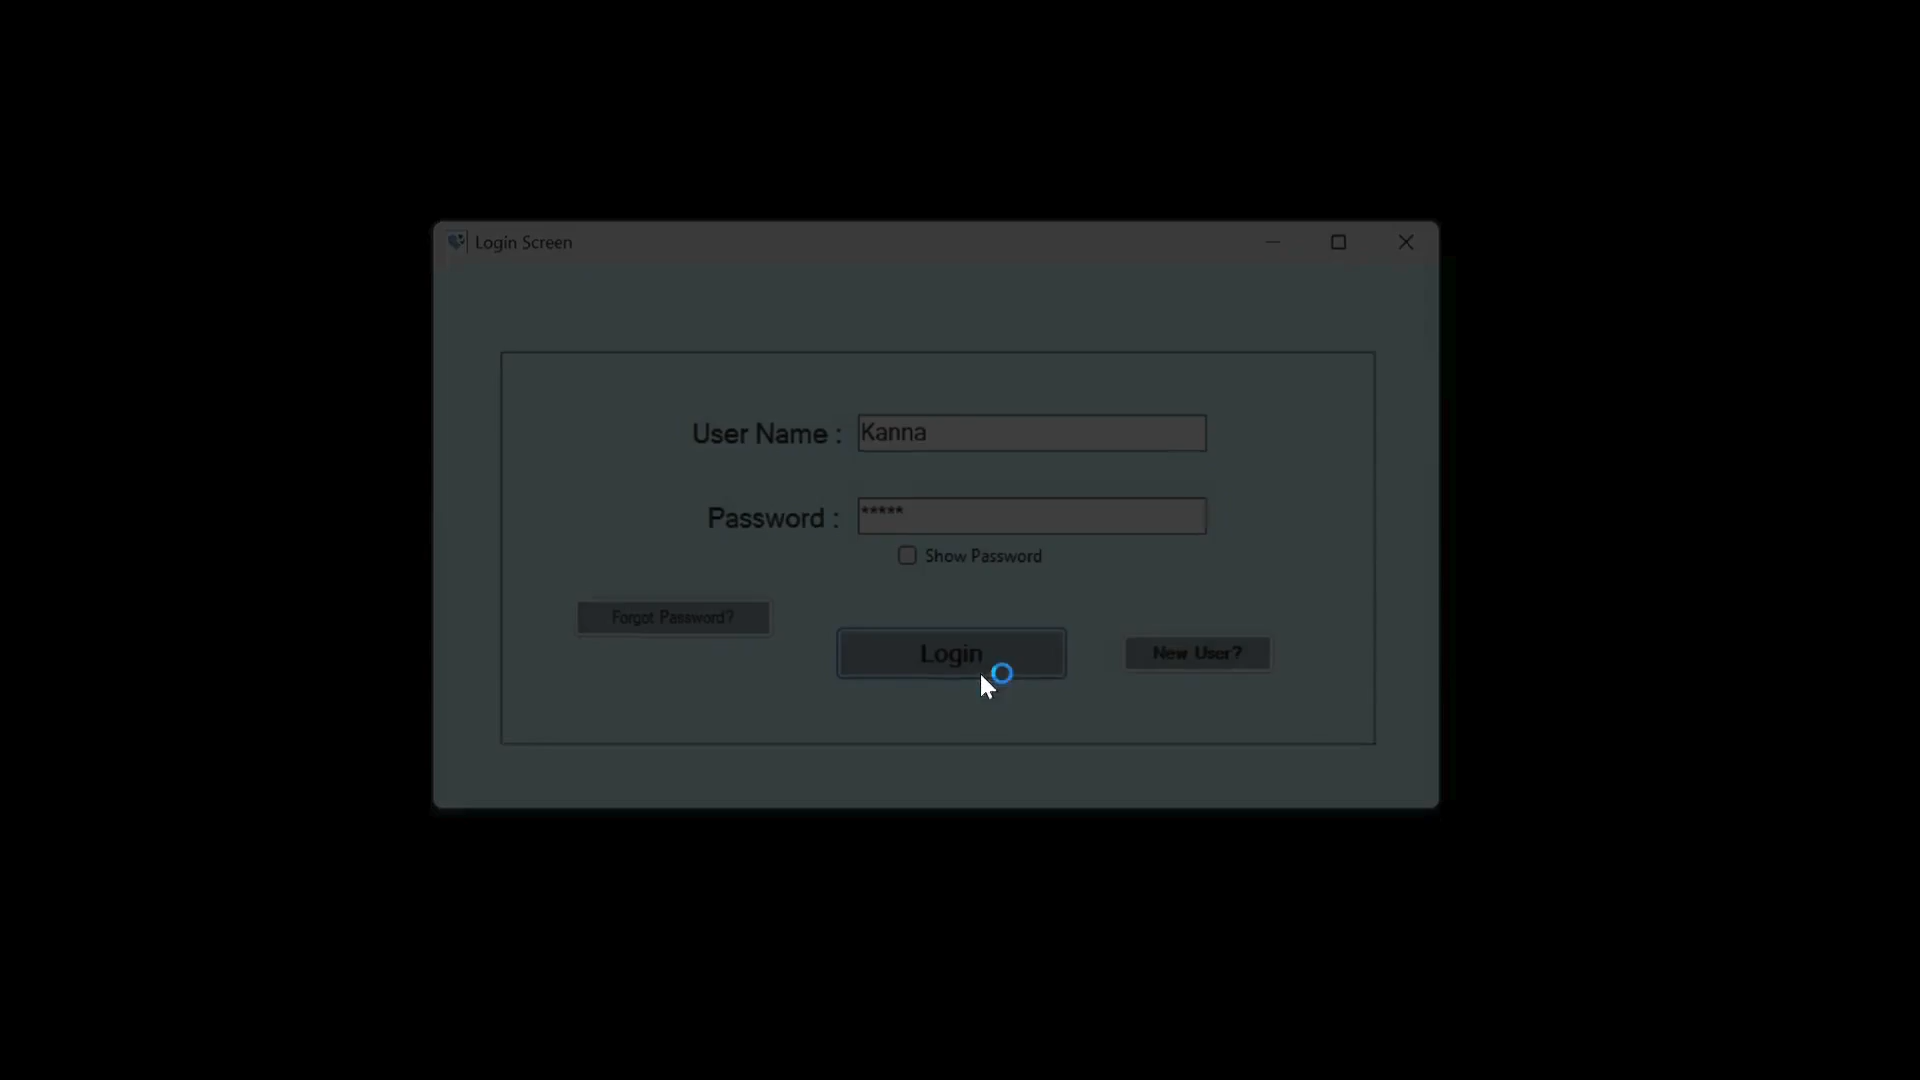 Login Screen
User Name : Kanna
Password : *****
Show Password
Forgot Password?
Login
New User?